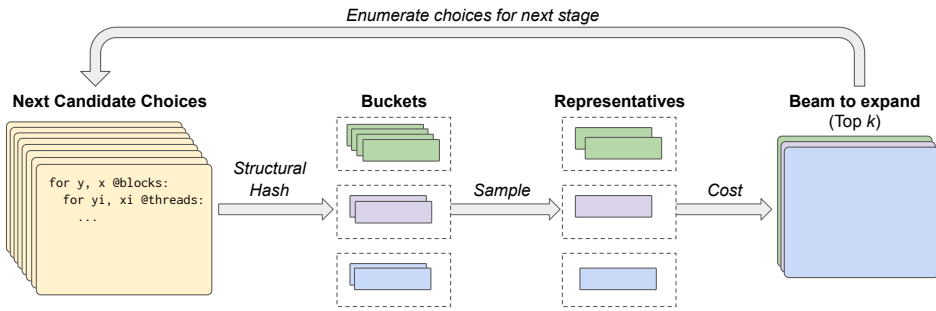 Enumerate choices for next stage
Next Candidate Choices
Buckets
Representatives
Beam to expand
(Top k)
for y, x @blocks:
for yi, xi @threads:
...
Structural
Hash
Sample
Cost